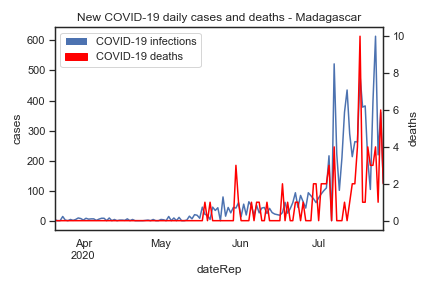 New COVID-19 daily cases and deaths - Madagascar
COVID-19 infections
COVID-19 deaths
600
500
400
300
200
100
0
cases
10
8
6
4
2
0
deaths
Apr
2020
May
Jun
Jul
dateRep